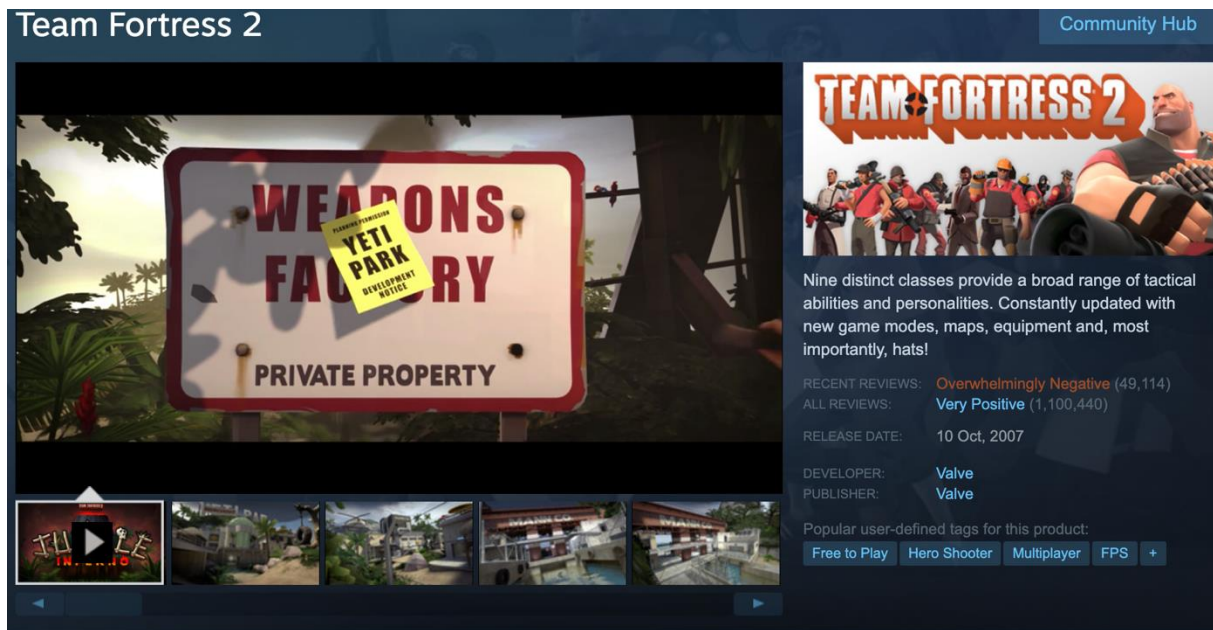 Team Fortress 2
Community Hub
WEAPONS
FACTORY
PLANNING PERMISSION
YETI
PARK
DEVELOPMENT
NOTICE
PRIVATE PROPERTY
TEAM FORTRESS 2
Nine distinct classes provide a broad range of tactical
abilities and personalities. Constantly updated with
new game modes, maps, equipment and, most
importantly, hats!
RECENT REVIEWS: Overwhelmingly Negative (49,114)
ALL REVIEWS: Very Positive (1,100,440)
RELEASE DATE: 10 Oct, 2007
DEVELOPER: Valve
PUBLISHER: Valve
Popular user-defined tags for this product:
Free to Play Hero Shooter Multiplayer FPS +
INFERNO